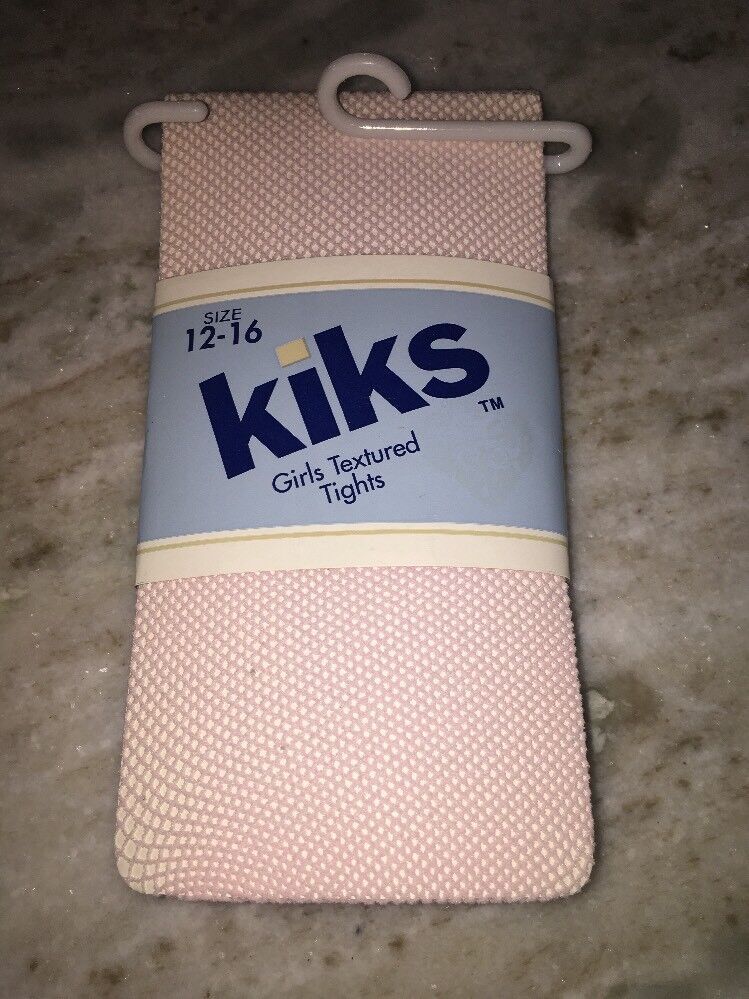 SIZE
12-16
kiks
TM
Girls Textured
Tights